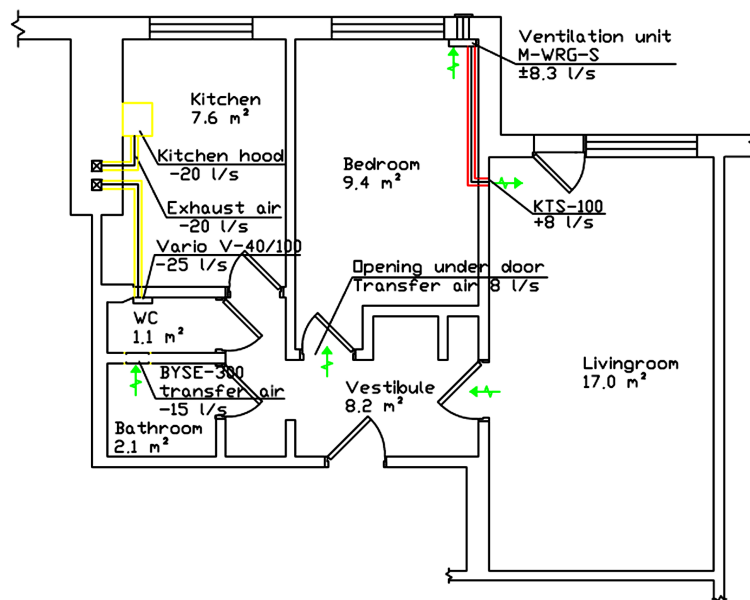 Ventilation unit
M-WRG-S
±8.3 l/s
Kitchen
7.6 m²
Kitchen hood
-20 l/s
Bedroom
9.4 m²
Exhaust air
-20 l/s
KTS-100
+8 l/s
Vario V-40/100
-25 l/s
Opening under door
Transfer air 8 l/s
WC
1.1 m²
BYSE-300
transfer air
-15 l/s
Livingroom
17.0 m²
Vestibule
8.2 m²
Bathroom
2.1 m²